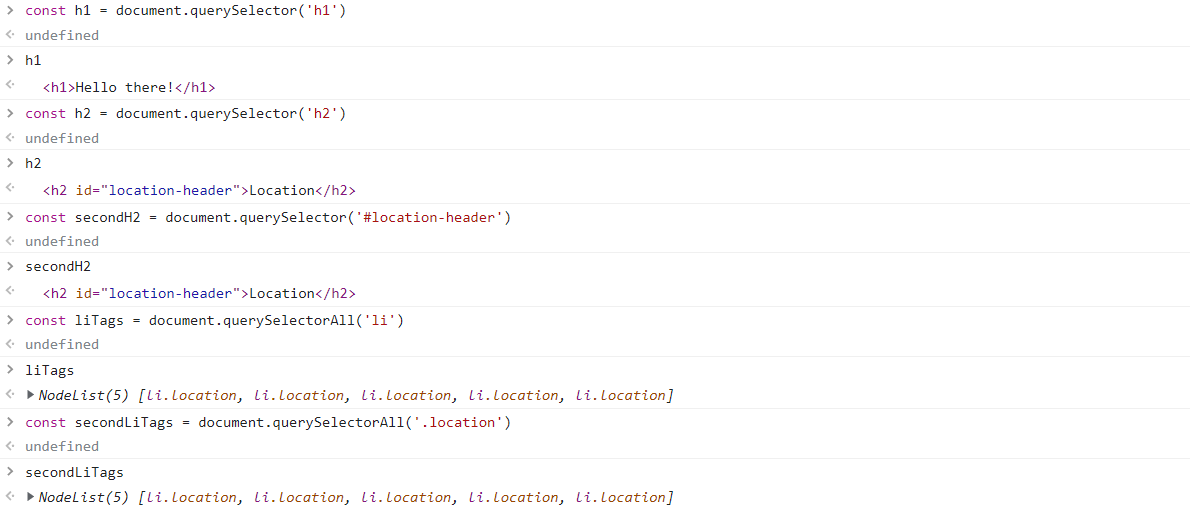 > const h1 = document.querySelector('h1')
undefined
> h1
<h1>Hello there!</h1>
> const h2 = document.querySelector('h2')
undefined
> h2
<h2 id="location-header">Location</h2>
> const secondH2 = document.querySelector('#location-header')
undefined
> secondH2
<h2 id="location-header">Location</h2>
> const liTags = document.querySelectorAll('li')
undefined
> liTags
NodeList(5) [li.location, li.location, li.location, li.location, li.location]
> const secondLiTags = document.querySelectorAll('.location')
undefined
> secondLiTags
NodeList(5) [li.location, li.location, li.location, li.location, li.location]